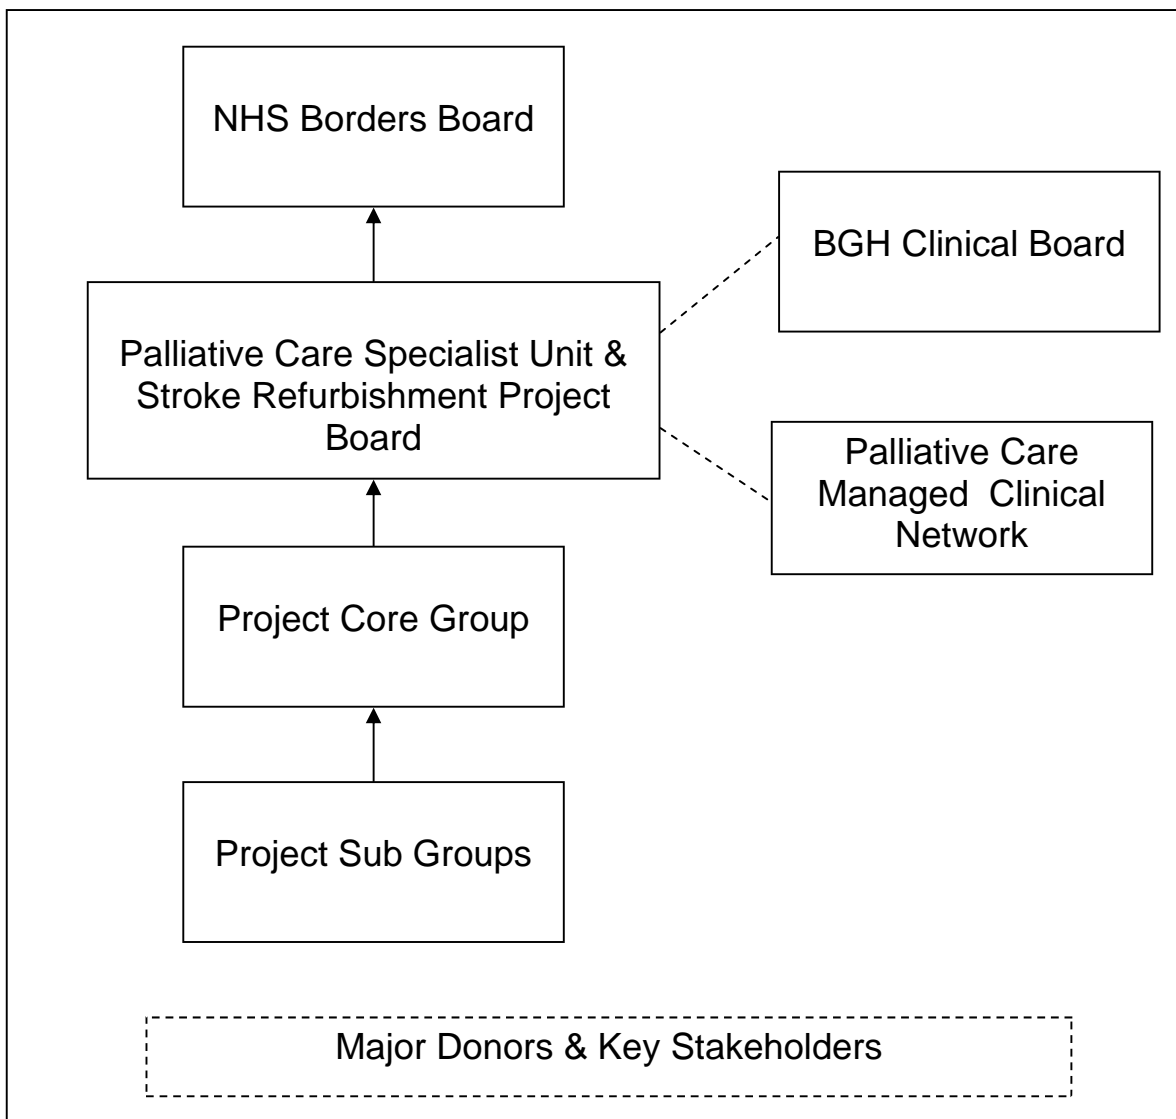 NHS Borders Board
BGH Clinical Board
Palliative Care Specialist Unit &
Stroke Refurbishment Project
Board
Palliative Care
Managed Clinical
Network
Project Core Group
Project Sub Groups
Major Donors & Key Stakeholders